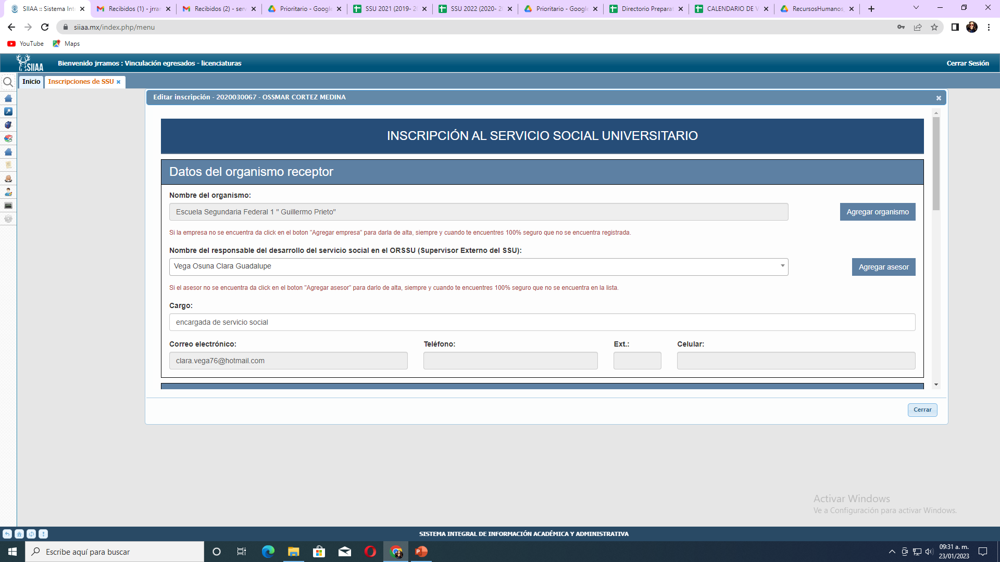 SIIAA :: Sistema Int
Recibidos (1) - jrrar
Recibidos (2) - serv
Prioritario - Google
SSU 2021 (2019- 2
SSU 2022 (2020- 2
Prioritario - Google
Directorio Preparat
CALENDARIO DE V
RecursosHumanos_
siiaa.mx/index.php/menu
YouTube
Maps
SIIAA
Bienvenido jrramos : Vinculación egresados - licenciaturas
Cerrar Sesión
Inicio
Inscripciones de SSU
Editar inscripción - 2020030067 - OSSMAR CORTEZ MEDINA
INSCRIPCIÓN AL SERVICIO SOCIAL UNIVERSITARIO
Datos del organismo receptor
Nombre del organismo:
Escuela Segundaria Federal 1 " Guillermo Prieto"
Agregar organismo
Si la empresa no se encuentra da click en el boton "Agregar empresa" para darla de alta, siempre y cuando te encuentres 100% seguro que no se encuentra registrada.
Nombre del responsable del desarrollo del servicio social en el ORSSU (Supervisor Externo del SSU):
Vega Osuna Clara Guadalupe
Agregar asesor
Si el asesor no se encuentra da click en el boton "Agregar asesor" para darlo de alta, siempre y cuando te encuentres 100% seguro que no se encuentra en la lista.
Cargo:
encargada de servicio social
Correo electrónico:
Teléfono:
Ext.:
Celular:
clara.vega76@hotmail.com
Cerrar
Activar Windows
Ve a Configuración para activar Windows.
SISTEMA INTEGRAL DE INFORMACIÓN ACADÉMICA Y ADMINISTRATIVA
Escribe aquí para buscar
09:31 a. m.
23/01/2023